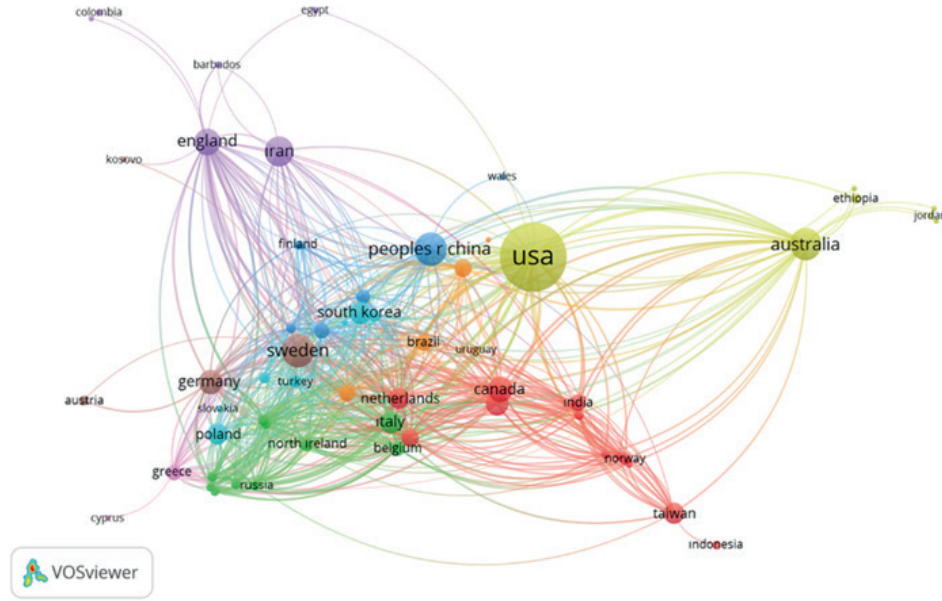 colombia
egypt
barbados
england
iran
kosovo
wales
ethiopia
jordan
finland
peoples r china
usa
australia
south korea
brazil
uruguay
sweden
germany
turkey
canada
netherlands
austria
slovakia
india
italy
poland
north ireland
belgium
norway
greece
russia
cyprus
taiwan
indonesia
VOSviewer